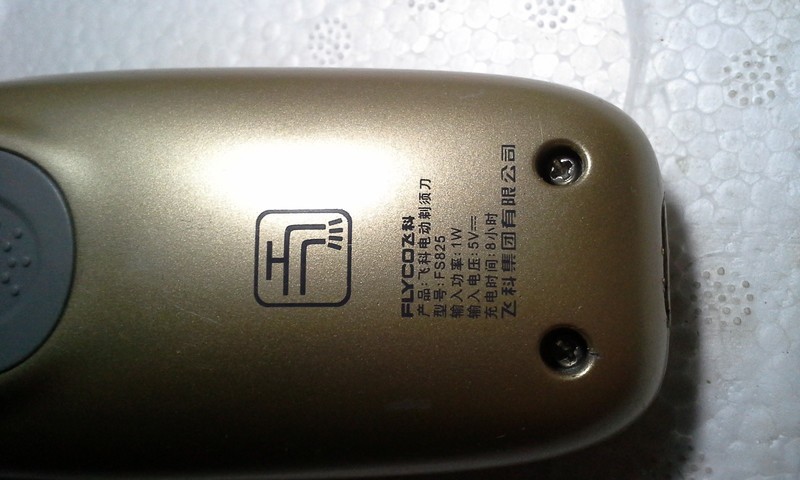 FLYCO飞科
产品:飞科电动剃须刀
型号:FS825
输入功率:1W
输入电压:5V⎓
充电时间:8小时
飞科集团有限公司